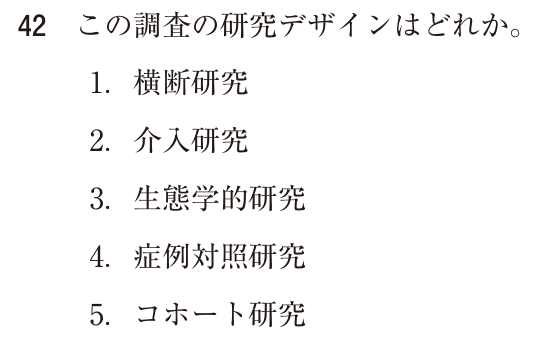 42 この調査の研究デザインはどれか。
1. 横断研究
2. 介入研究
3. 生態学的研究
4. 症例対照研究
5. コホート研究